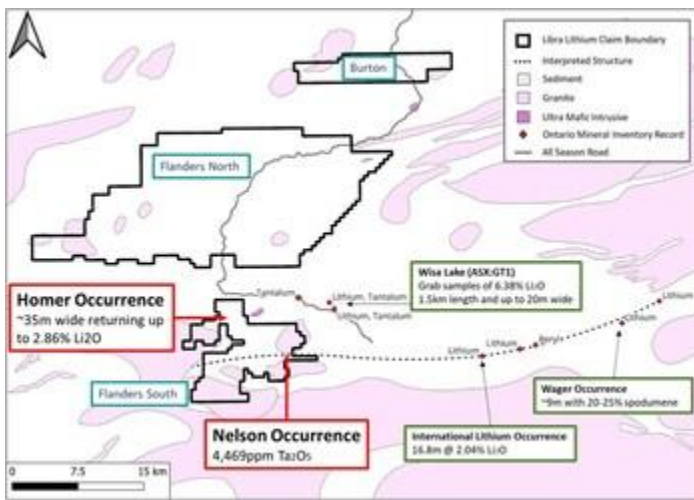 Burton
Libra Lithium Claim Boundary
Interpreted Structure
Sediment
Granite
Ultra Mafic Intrusive
Ontario Mineral Inventory Record
All Season Road
Flanders North
Homer Occurrence
~35m wide returning up
to 2.86% Li2O
Tantalum
Lithium, Tantalum
Lithium, Tantalum
Wisa Lake (ASX:GT1)
Grab samples of 6.38% Li₂O
1.5km length and up to 20m wide
Lithium
Lithium
Beryl
Lithium
Lithium
Flanders South
Nelson Occurrence
4,469ppm Ta₂O₅
Wager Occurrence
~9m with 20-25% spodumene
International Lithium Occurrence
16.8m @ 2.04% Li₂O
0 7.5 15 km